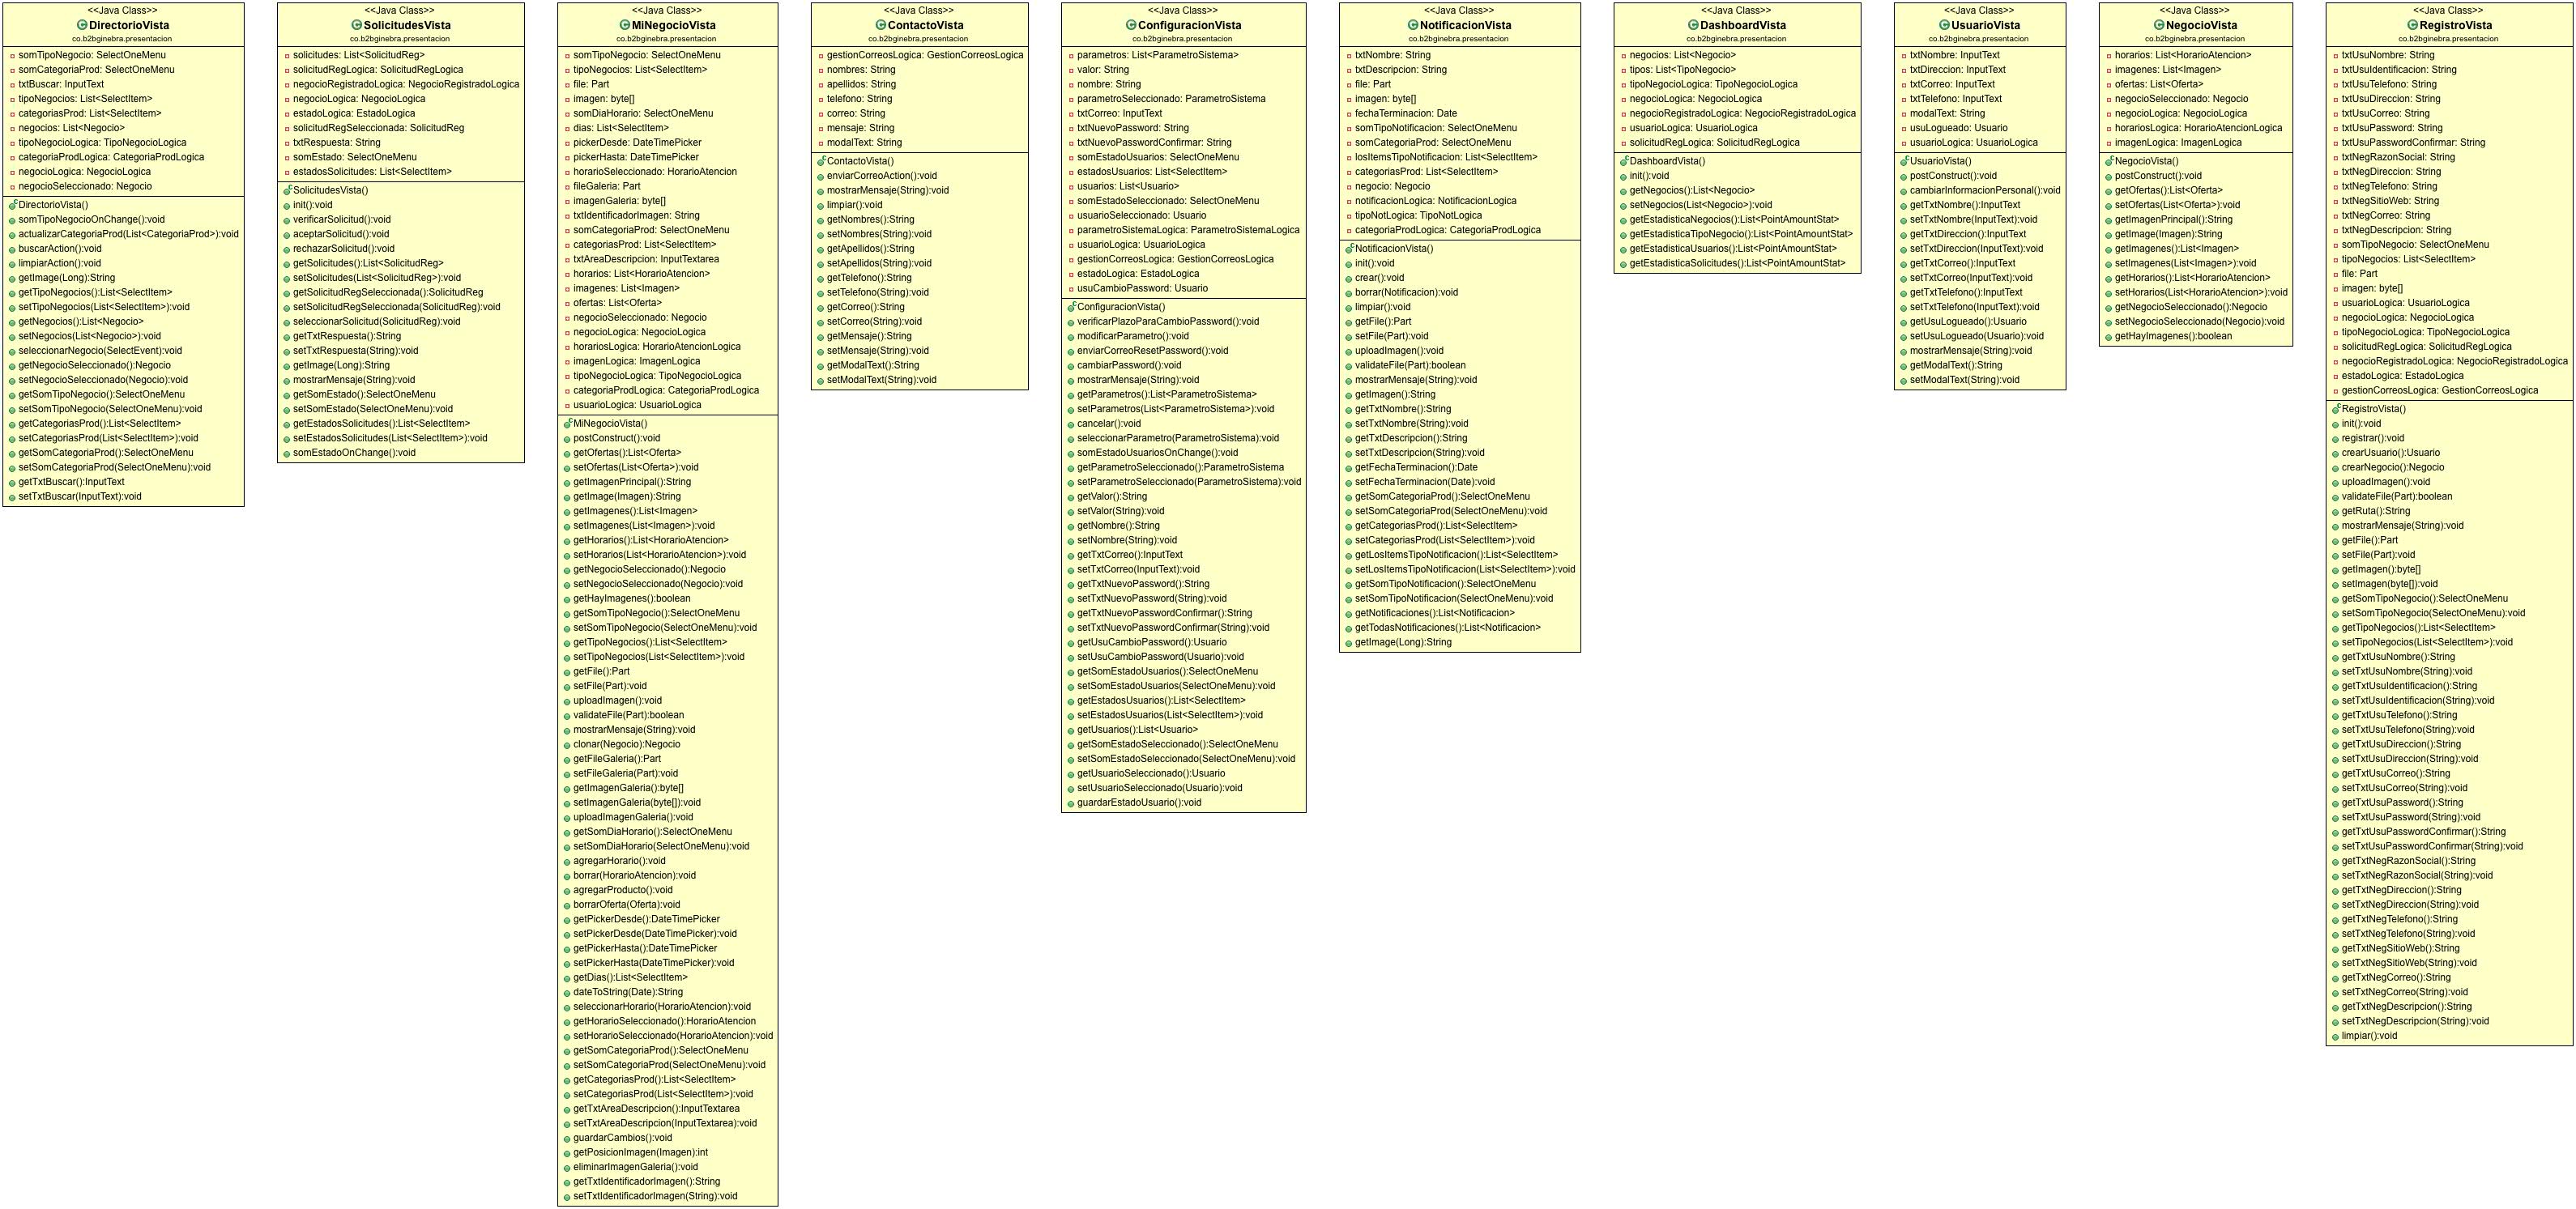 <<Java Class>>
DirectorioVista
co.b2bginebra.presentacion
somTipoNegocio: SelectOneMenu
somCategoriaProd: SelectOneMenu
txtBuscar: InputText
tipoNegocios: List<SelectItem>
categoriasProd: List<SelectItem>
negocios: List<Negocio>
tipoNegocioLogica: TipoNegocioLogica
categoriaProdLogica: CategoriaProdLogica
negocioLogica: NegocioLogica
negocioSeleccionado: Negocio
DirectorioVista()
somTipoNegocioOnChange():void
actualizarCategoriaProd(List<CategoriaProd>):void
buscarAction():void
limpiarAction():void
getImage(Long):String
getTipoNegocios():List<SelectItem>
setTipoNegocios(List<SelectItem>):void
getNegocios():List<Negocio>
setNegocios(List<Negocio>):void
seleccionarNegocio(SelectEvent):void
getNegocioSeleccionado():Negocio
setNegocioSeleccionado(Negocio):void
getSomTipoNegocio():SelectOneMenu
setSomTipoNegocio(SelectOneMenu):void
getCategoriasProd():List<SelectItem>
setCategoriasProd(List<SelectItem>):void
getSomCategoriaProd():SelectOneMenu
setSomCategoriaProd(SelectOneMenu):void
getTxtBuscar():InputText
setTxtBuscar(InputText):void
<<Java Class>>
SolicitudesVista
co.b2bginebra.presentacion
solicitudes: List<SolicitudReg>
solicitudRegLogica: SolicitudRegLogica
negocioRegistradoLogica: NegocioRegistradoLogica
negocioLogica: NegocioLogica
estadoLogica: EstadoLogica
solicitudRegSeleccionada: SolicitudReg
txtRespuesta: String
somEstado: SelectOneMenu
estadosSolicitudes: List<SelectItem>
SolicitudesVista()
init():void
verificarSolicitud():void
aceptarSolicitud():void
rechazarSolicitud():void
getSolicitudes():List<SolicitudReg>
setSolicitudes(List<SolicitudReg>):void
getSolicitudRegSeleccionada():SolicitudReg
setSolicitudRegSeleccionada(SolicitudReg):void
seleccionarSolicitud(SolicitudReg):void
getTxtRespuesta():String
setTxtRespuesta(String):void
getImage(Long):String
mostrarMensaje(String):void
getSomEstado():SelectOneMenu
setSomEstado(SelectOneMenu):void
getEstadosSolicitudes():List<SelectItem>
setEstadosSolicitudes(List<SelectItem>):void
somEstadoOnChange():void
<<Java Class>>
MiNegocioVista
co.b2bginebra.presentacion
somTipoNegocio: SelectOneMenu
tipoNegocios: List<SelectItem>
file: Part
imagen: byte[]
somDiaHorario: SelectOneMenu
dias: List<SelectItem>
pickerDesde: DateTimePicker
pickerHasta: DateTimePicker
horarioSeleccionado: HorarioAtencion
fileGaleria: Part
imagenGaleria: byte[]
txtIdentificadorImagen: String
somCategoriaProd: SelectOneMenu
categoriasProd: List<SelectItem>
txtAreaDescripcion: InputTextarea
horarios: List<HorarioAtencion>
imagenes: List<Imagen>
ofertas: List<Oferta>
negocioSeleccionado: Negocio
negocioLogica: NegocioLogica
horariosLogica: HorarioAtencionLogica
imagenLogica: ImagenLogica
tipoNegocioLogica: TipoNegocioLogica
categoriaProdLogica: CategoriaProdLogica
usuarioLogica: UsuarioLogica
MiNegocioVista()
postConstruct():void
getOfertas():List<Oferta>
setOfertas(List<Oferta>):void
getImagenPrincipal():String
getImage(Imagen):String
getImagenes():List<Imagen>
setImagenes(List<Imagen>):void
getHorarios():List<HorarioAtencion>
setHorarios(List<HorarioAtencion>):void
getNegocioSeleccionado():Negocio
setNegocioSeleccionado(Negocio):void
getHayImagenes():boolean
getSomTipoNegocio():SelectOneMenu
setSomTipoNegocio(SelectOneMenu):void
getTipoNegocios():List<SelectItem>
setTipoNegocios(List<SelectItem>):void
getFile():Part
setFile(Part):void
uploadImagen():void
validateFile(Part):boolean
mostrarMensaje(String):void
clonar(Negocio):Negocio
getFileGaleria():Part
setFileGaleria(Part):void
getImagenGaleria():byte[]
setImagenGaleria(byte[]):void
uploadImagenGaleria():void
getSomDiaHorario():SelectOneMenu
setSomDiaHorario(SelectOneMenu):void
agregarHorario():void
borrar(HorarioAtencion):void
agregarProducto():void
borrarOferta(Oferta):void
getPickerDesde():DateTimePicker
setPickerDesde(DateTimePicker):void
getPickerHasta():DateTimePicker
setPickerHasta(DateTimePicker):void
getDias():List<SelectItem>
dateToString(Date):String
seleccionarHorario(HorarioAtencion):void
getHorarioSeleccionado():HorarioAtencion
setHorarioSeleccionado(HorarioAtencion):void
getSomCategoriaProd():SelectOneMenu
setSomCategoriaProd(SelectOneMenu):void
getCategoriasProd():List<SelectItem>
setCategoriasProd(List<SelectItem>):void
getTxtAreaDescripcion():InputTextarea
setTxtAreaDescripcion(InputTextarea):void
guardarCambios():void
getPosicionImagen(Imagen):int
eliminarImagenGaleria():void
getTxtIdentificadorImagen():String
setTxtIdentificadorImagen(String):void
<<Java Class>>
ContactoVista
co.b2bginebra.presentacion
gestionCorreosLogica: GestionCorreosLogica
nombres: String
apellidos: String
telefono: String
correo: String
mensaje: String
modalText: String
ContactoVista()
enviarCorreoAction():void
mostrarMensaje(String):void
limpiar():void
getNombres():String
setNombres(String):void
getApellidos():String
setApellidos(String):void
getTelefono():String
setTelefono(String):void
getCorreo():String
setCorreo(String):void
getMensaje():String
setMensaje(String):void
getModalText():String
setModalText(String):void
<<Java Class>>
ConfiguracionVista
co.b2bginebra.presentacion
parametros: List<ParametroSistema>
valor: String
nombre: String
parametroSeleccionado: ParametroSistema
txtCorreo: InputText
txtNuevoPassword: String
txtNuevoPasswordConfirmar: String
somEstadoUsuarios: SelectOneMenu
estadosUsuarios: List<SelectItem>
usuarios: List<Usuario>
somEstadoSeleccionado: SelectOneMenu
usuarioSeleccionado: Usuario
parametroSistemaLogica: ParametroSistemaLogica
usuarioLogica: UsuarioLogica
gestionCorreosLogica: GestionCorreosLogica
estadoLogica: EstadoLogica
usuCambioPassword: Usuario
ConfiguracionVista()
verificarPlazoParaCambioPassword():void
modificarParametro():void
enviarCorreoResetPassword():void
cambiarPassword():void
mostrarMensaje(String):void
getParametros():List<ParametroSistema>
setParametros(List<ParametroSistema>):void
cancelar():void
seleccionarParametro(ParametroSistema):void
somEstadoUsuariosOnChange():void
getParametroSeleccionado():ParametroSistema
setParametroSeleccionado(ParametroSistema):void
getValor():String
setValor(String):void
getNombre():String
setNombre(String):void
getTxtCorreo():InputText
setTxtCorreo(InputText):void
getTxtNuevoPassword():String
setTxtNuevoPassword(String):void
getTxtNuevoPasswordConfirmar():String
setTxtNuevoPasswordConfirmar(String):void
getUsuCambioPassword():Usuario
setUsuCambioPassword(Usuario):void
getSomEstadoUsuarios():SelectOneMenu
setSomEstadoUsuarios(SelectOneMenu):void
getEstadosUsuarios():List<SelectItem>
setEstadosUsuarios(List<SelectItem>):void
getUsuarios():List<Usuario>
getSomEstadoSeleccionado():SelectOneMenu
setSomEstadoSeleccionado(SelectOneMenu):void
getUsuarioSeleccionado():Usuario
setUsuarioSeleccionado(Usuario):void
guardarEstadoUsuario():void
<<Java Class>>
NotificacionVista
co.b2bginebra.presentacion
txtNombre: String
txtDescripcion: String
file: Part
imagen: byte[]
fechaTerminacion: Date
somTipoNotificacion: SelectOneMenu
somCategoriaProd: SelectOneMenu
losItemsTipoNotificacion: List<SelectItem>
categoriasProd: List<SelectItem>
negocio: Negocio
notificacionLogica: NotificacionLogica
tipoNotLogica: TipoNotLogica
categoriaProdLogica: CategoriaProdLogica
NotificacionVista()
init():void
crear():void
borrar(Notificacion):void
limpiar():void
getFile():Part
setFile(Part):void
uploadImagen():void
validateFile(Part):boolean
mostrarMensaje(String):void
getImagen():String
getTxtNombre():String
setTxtNombre(String):void
getTxtDescripcion():String
setTxtDescripcion(String):void
getFechaTerminacion():Date
setFechaTerminacion(Date):void
getSomCategoriaProd():SelectOneMenu
setSomCategoriaProd(SelectOneMenu):void
getCategoriasProd():List<SelectItem>
setCategoriasProd(List<SelectItem>):void
getLosItemsTipoNotificacion():List<SelectItem>
setLosItemsTipoNotificacion(List<SelectItem>):void
getSomTipoNotificacion():SelectOneMenu
setSomTipoNotificacion(SelectOneMenu):void
getNotificaciones():List<Notificacion>
getTodasNotificaciones():List<Notificacion>
getImage(Long):String
<<Java Class>>
DashboardVista
co.b2bginebra.presentacion
negocios: List<Negocio>
tipos: List<TipoNegocio>
tipoNegocioLogica: TipoNegocioLogica
negocioLogica: NegocioLogica
negocioRegistradoLogica: NegocioRegistradoLogica
usuarioLogica: UsuarioLogica
solicitudRegLogica: SolicitudRegLogica
DashboardVista()
init():void
getNegocios():List<Negocio>
setNegocios(List<Negocio>):void
getEstadisticaNegocios():List<PointAmountStat>
getEstadisticaTipoNegocio():List<PointAmountStat>
getEstadisticaUsuarios():List<PointAmountStat>
getEstadisticaSolicitudes():List<PointAmountStat>
<<Java Class>>
UsuarioVista
co.b2bginebra.presentacion
txtNombre: InputText
txtDireccion: InputText
txtCorreo: InputText
txtTelefono: InputText
modalText: String
usuLogueado: Usuario
usuarioLogica: UsuarioLogica
UsuarioVista()
postConstruct():void
cambiarInformacionPersonal():void
getTxtNombre():InputText
setTxtNombre(InputText):void
getTxtDireccion():InputText
setTxtDireccion(InputText):void
getTxtCorreo():InputText
setTxtCorreo(InputText):void
getTxtTelefono():InputText
setTxtTelefono(InputText):void
getUsuLogueado():Usuario
setUsuLogueado(Usuario):void
mostrarMensaje(String):void
getModalText():String
setModalText(String):void
<<Java Class>>
NegocioVista
co.b2bginebra.presentacion
horarios: List<HorarioAtencion>
imagenes: List<Imagen>
ofertas: List<Oferta>
negocioSeleccionado: Negocio
negocioLogica: NegocioLogica
horariosLogica: HorarioAtencionLogica
imagenLogica: ImagenLogica
NegocioVista()
postConstruct():void
getOfertas():List<Oferta>
setOfertas(List<Oferta>):void
getImagenPrincipal():String
getImage(Imagen):String
getImagenes():List<Imagen>
setImagenes(List<Imagen>):void
getHorarios():List<HorarioAtencion>
setHorarios(List<HorarioAtencion>):void
getNegocioSeleccionado():Negocio
setNegocioSeleccionado(Negocio):void
getHayImagenes():boolean
<<Java Class>>
RegistroVista
co.b2bginebra.presentacion
txtUsuNombre: String
txtUsuIdentificacion: String
txtUsuTelefono: String
txtUsuDireccion: String
txtUsuCorreo: String
txtUsuPassword: String
txtUsuPasswordConfirmar: String
txtNegRazonSocial: String
txtNegDireccion: String
txtNegTelefono: String
txtNegSitioWeb: String
txtNegCorreo: String
txtNegDescripcion: String
somTipoNegocio: SelectOneMenu
tipoNegocios: List<SelectItem>
file: Part
imagen: byte[]
usuarioLogica: UsuarioLogica
negocioLogica: NegocioLogica
tipoNegocioLogica: TipoNegocioLogica
solicitudRegLogica: SolicitudRegLogica
negocioRegistradoLogica: NegocioRegistradoLogica
estadoLogica: EstadoLogica
gestionCorreosLogica: GestionCorreosLogica
RegistroVista()
init():void
registrar():void
crearUsuario():Usuario
crearNegocio():Negocio
uploadImagen():void
validateFile(Part):boolean
getRuta():String
mostrarMensaje(String):void
getFile():Part
setFile(Part):void
getImagen():byte[]
setImagen(byte[]):void
getSomTipoNegocio():SelectOneMenu
setSomTipoNegocio(SelectOneMenu):void
getTipoNegocios():List<SelectItem>
setTipoNegocios(List<SelectItem>):void
getTxtUsuNombre():String
setTxtUsuNombre(String):void
getTxtUsuIdentificacion():String
setTxtUsuIdentificacion(String):void
getTxtUsuTelefono():String
setTxtUsuTelefono(String):void
getTxtUsuDireccion():String
setTxtUsuDireccion(String):void
getTxtUsuCorreo():String
setTxtUsuCorreo(String):void
getTxtUsuPassword():String
setTxtUsuPassword(String):void
getTxtUsuPasswordConfirmar():String
setTxtUsuPasswordConfirmar(String):void
getTxtNegRazonSocial():String
setTxtNegRazonSocial(String):void
getTxtNegDireccion():String
setTxtNegDireccion(String):void
getTxtNegTelefono():String
setTxtNegTelefono(String):void
getTxtNegSitioWeb():String
setTxtNegSitioWeb(String):void
getTxtNegCorreo():String
setTxtNegCorreo(String):void
getTxtNegDescripcion():String
setTxtNegDescripcion(String):void
limpiar():void